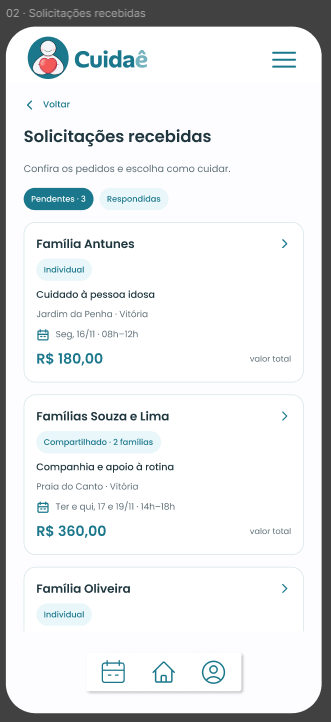 02 · Solicitações recebidas
Cuidaê
Voltar
Solicitações recebidas
Confira os pedidos e escolha como cuidar.
Pendentes · 3
Respondidas
Família Antunes
Individual
Cuidado à pessoa idosa
Jardim da Penha · Vitória
Seg, 16/11 · 08h–12h
R$ 180,00
valor total
Famílias Souza e Lima
Compartilhado · 2 famílias
Companhia e apoio à rotina
Praia do Canto · Vitória
Ter e qui, 17 e 19/11 · 14h–18h
R$ 360,00
valor total
Família Oliveira
Individual